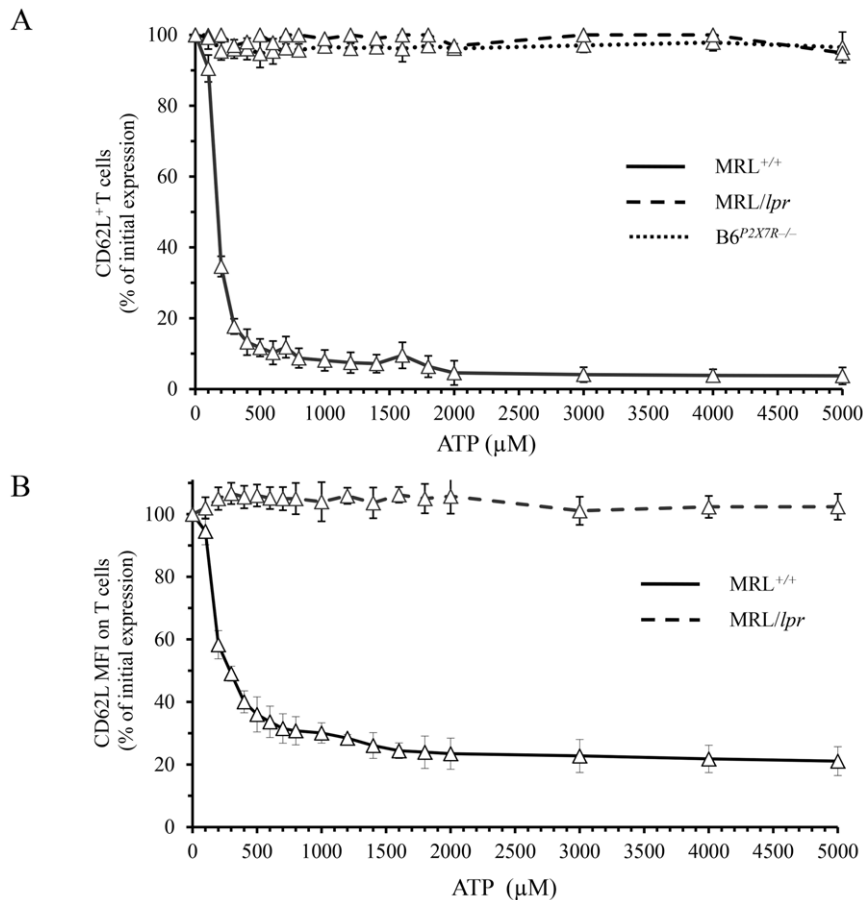 A
CD62L⁺ T cells
(% of initial expression)
100
80
60
40
20
0
MRL⁺/⁺
MRL/lpr
B6ᴾ²ˣ⁷ᴿ⁻/⁻
0 500 1000 1500 2000 2500 3000 3500 4000 4500 5000
ATP (µM)
B
CD62L MFI on T cells
(% of initial expression)
100
80
60
40
20
0
MRL⁺/⁺
MRL/lpr
0 500 1000 1500 2000 2500 3000 3500 4000 4500 5000
ATP (µM)